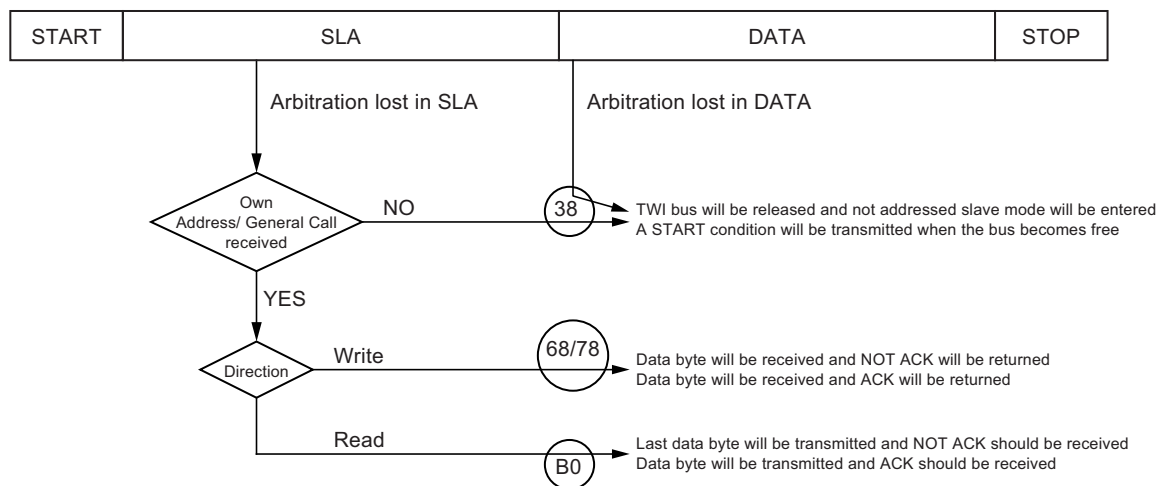 START SLA DATA STOP
Arbitration lost in SLA Arbitration lost in DATA
Own
Address/ General Call
received
NO
38
TWI bus will be released and not addressed slave mode will be entered
A START condition will be transmitted when the bus becomes free
YES
Direction
Write
68/78
Data byte will be received and NOT ACK will be returned
Data byte will be received and ACK will be returned
Read
B0
Last data byte will be transmitted and NOT ACK should be received
Data byte will be transmitted and ACK should be received